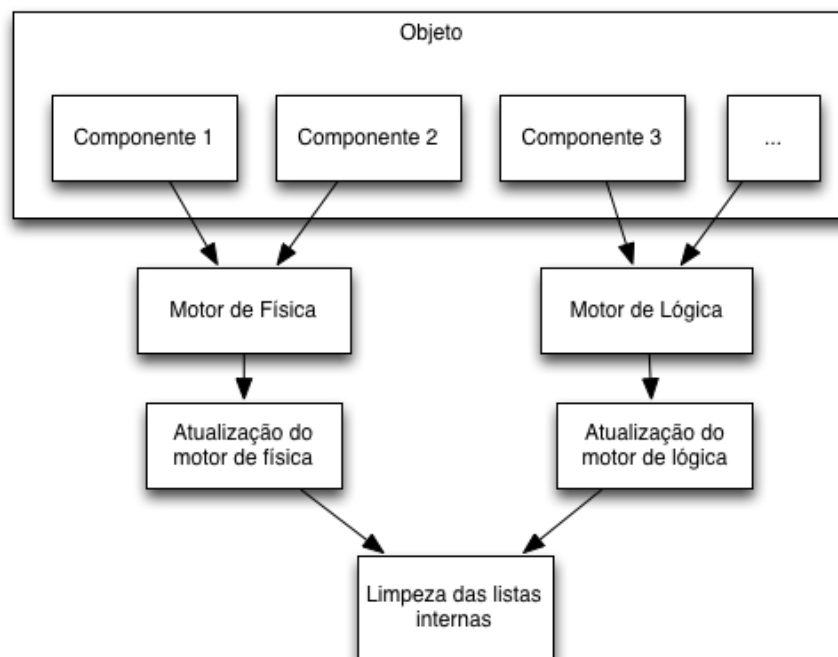 Objeto
Componente 1
Componente 2
Componente 3
...
Motor de Física
Motor de Lógica
Atualização do
motor de física
Atualização do
motor de lógica
Limpeza das listas
internas